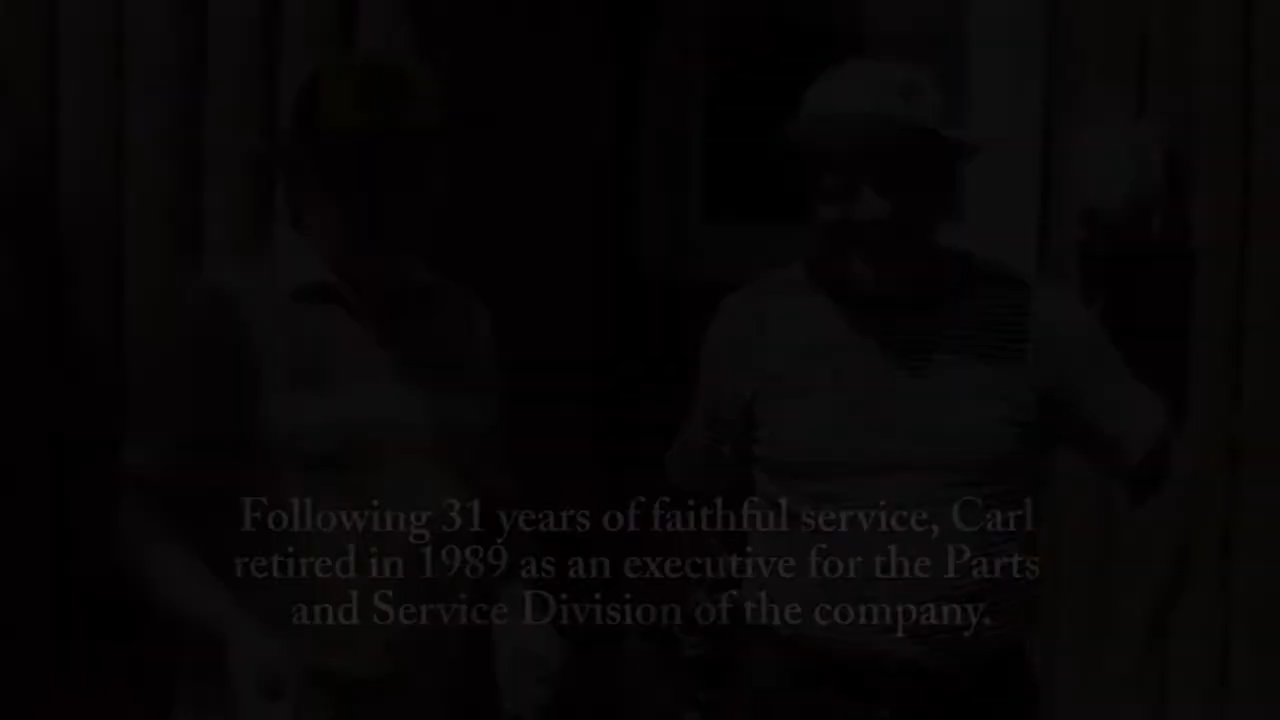 Following 31 years of faithful service, Carl
retired in 1989 as an executive for the Parts
and Service Division of the company.